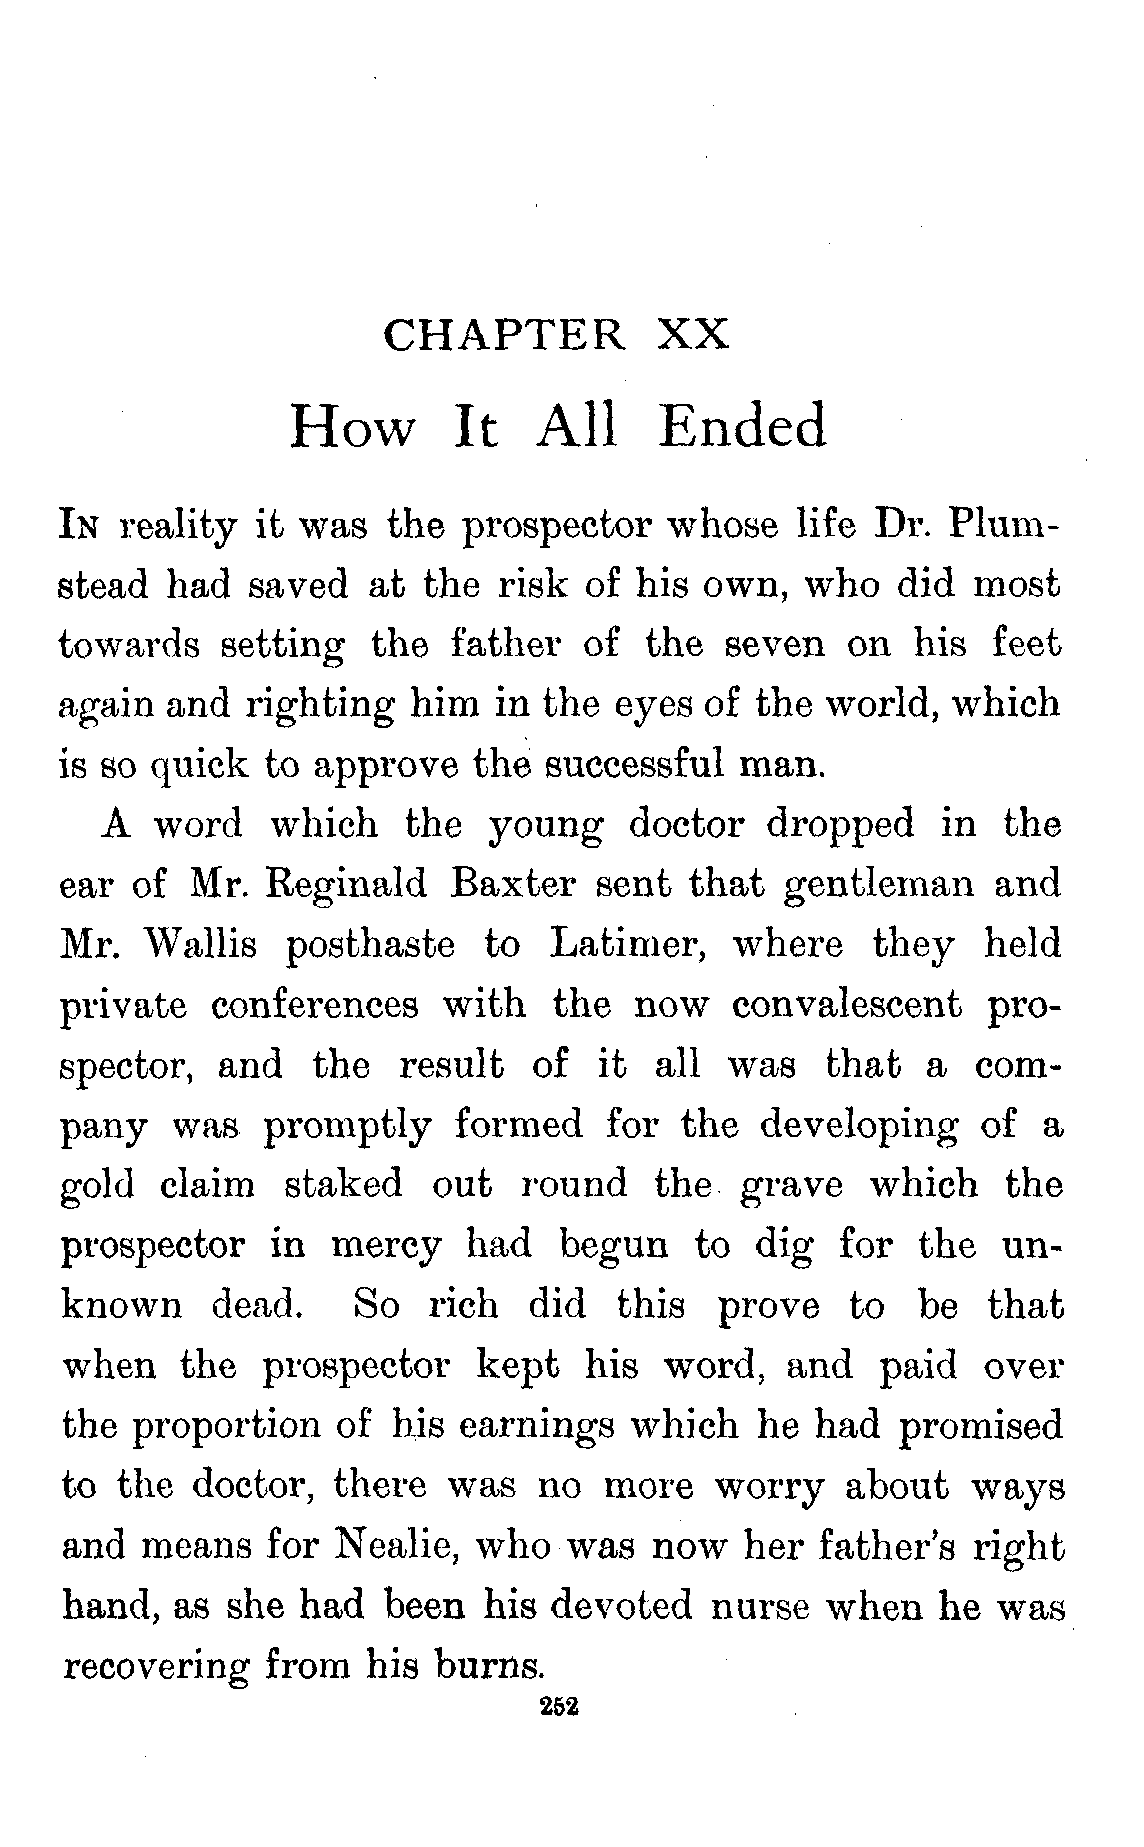 CHAPTER XX
How It All Ended
IN reality it was the prospector whose life Dr. Plum-
stead had saved at the risk of his own, who did most
towards setting the father of the seven on his feet
again and righting him in the eyes of the world, which
is so quick to approve the successful man.
A word which the young doctor dropped in the
ear of Mr. Reginald Baxter sent that gentleman and
Mr. Wallis posthaste to Latimer, where they held
private conferences with the now convalescent pro-
spector, and the result of it all was that a com-
pany was promptly formed for the developing of a
gold claim staked out round the grave which the
prospector in mercy had begun to dig for the un-
known dead. So rich did this prove to be that
when the prospector kept his word, and paid over
the proportion of his earnings which he had promised
to the doctor, there was no more worry about ways
and means for Nealie, who was now her father's right
hand, as she had been his devoted nurse when he was
recovering from his burns.
252